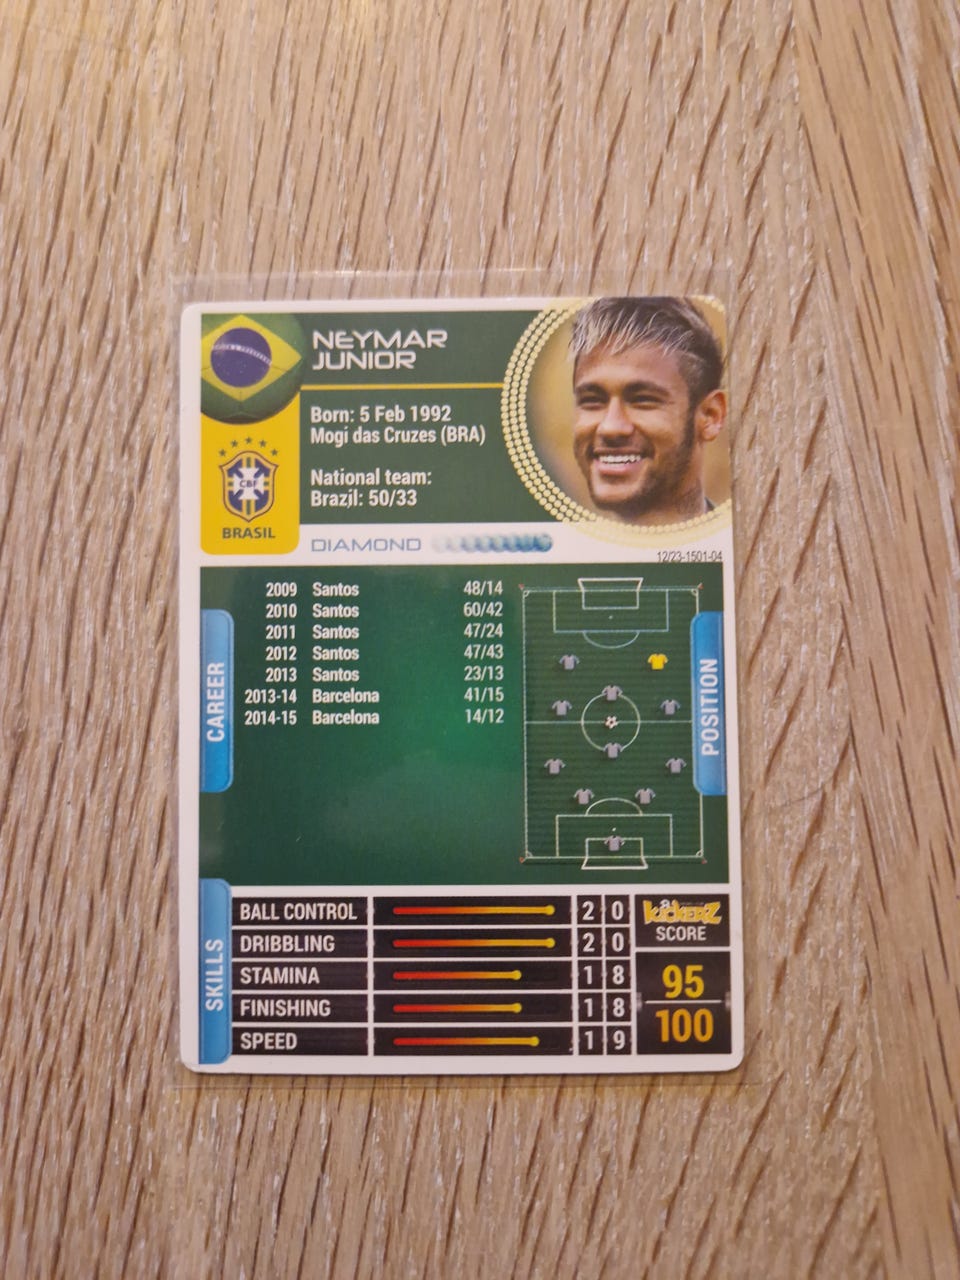 NEYMAR
JUNIOR
Born: 5 Feb 1992
Mogi das Cruzes (BRA)
National team:
Brazil: 50/33
CBF
BRASIL
DIAMOND
12/23-1501-04
CAREER
2009 Santos 48/14
2010 Santos 60/42
2011 Santos 47/24
2012 Santos 47/43
2013 Santos 23/13
2013-14 Barcelona 41/15
2014-15 Barcelona 14/12
POSITION
SKILLS
BALL CONTROL 2 0
DRIBBLING 2 0
STAMINA 1 8
FINISHING 1 8
SPEED 1 9
KICKERZ
SCORE
95
100